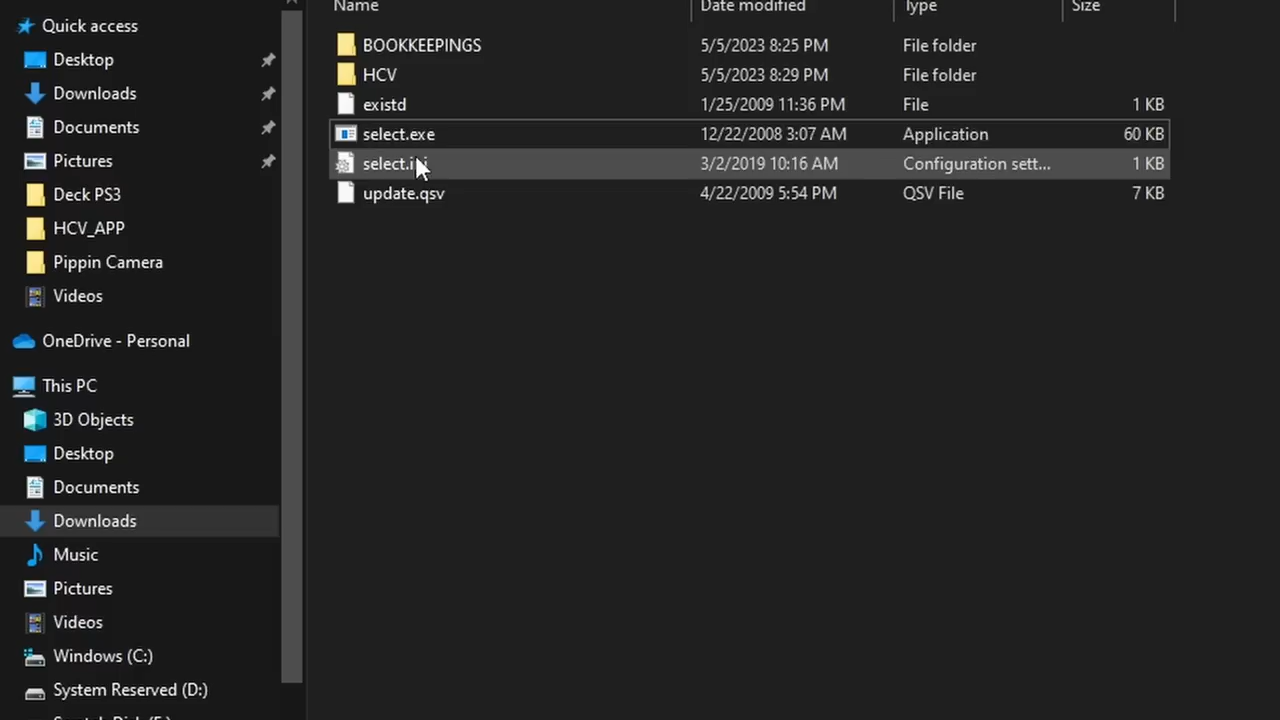 Name Date modified Type Size
BOOKKEEPINGS 5/5/2023 8:25 PM File folder
HCV 5/5/2023 8:29 PM File folder
existd 1/25/2009 11:36 PM File 1 KB
select.exe 12/22/2008 3:07 AM Application 60 KB
3/2/2019 10:16 AM Configuration sett... 1 KB
update.qsv 4/22/2009 5:54 PM QSV File 7 KB
Quick access
Desktop
Downloads
Documents
Pictures
Deck PS3
HCV_APP
Pippin Camera
Videos
OneDrive - Personal
This PC
3D Objects
Desktop
Documents
Downloads
Music
Pictures
Videos
Windows (C:)
System Reserved (D:)